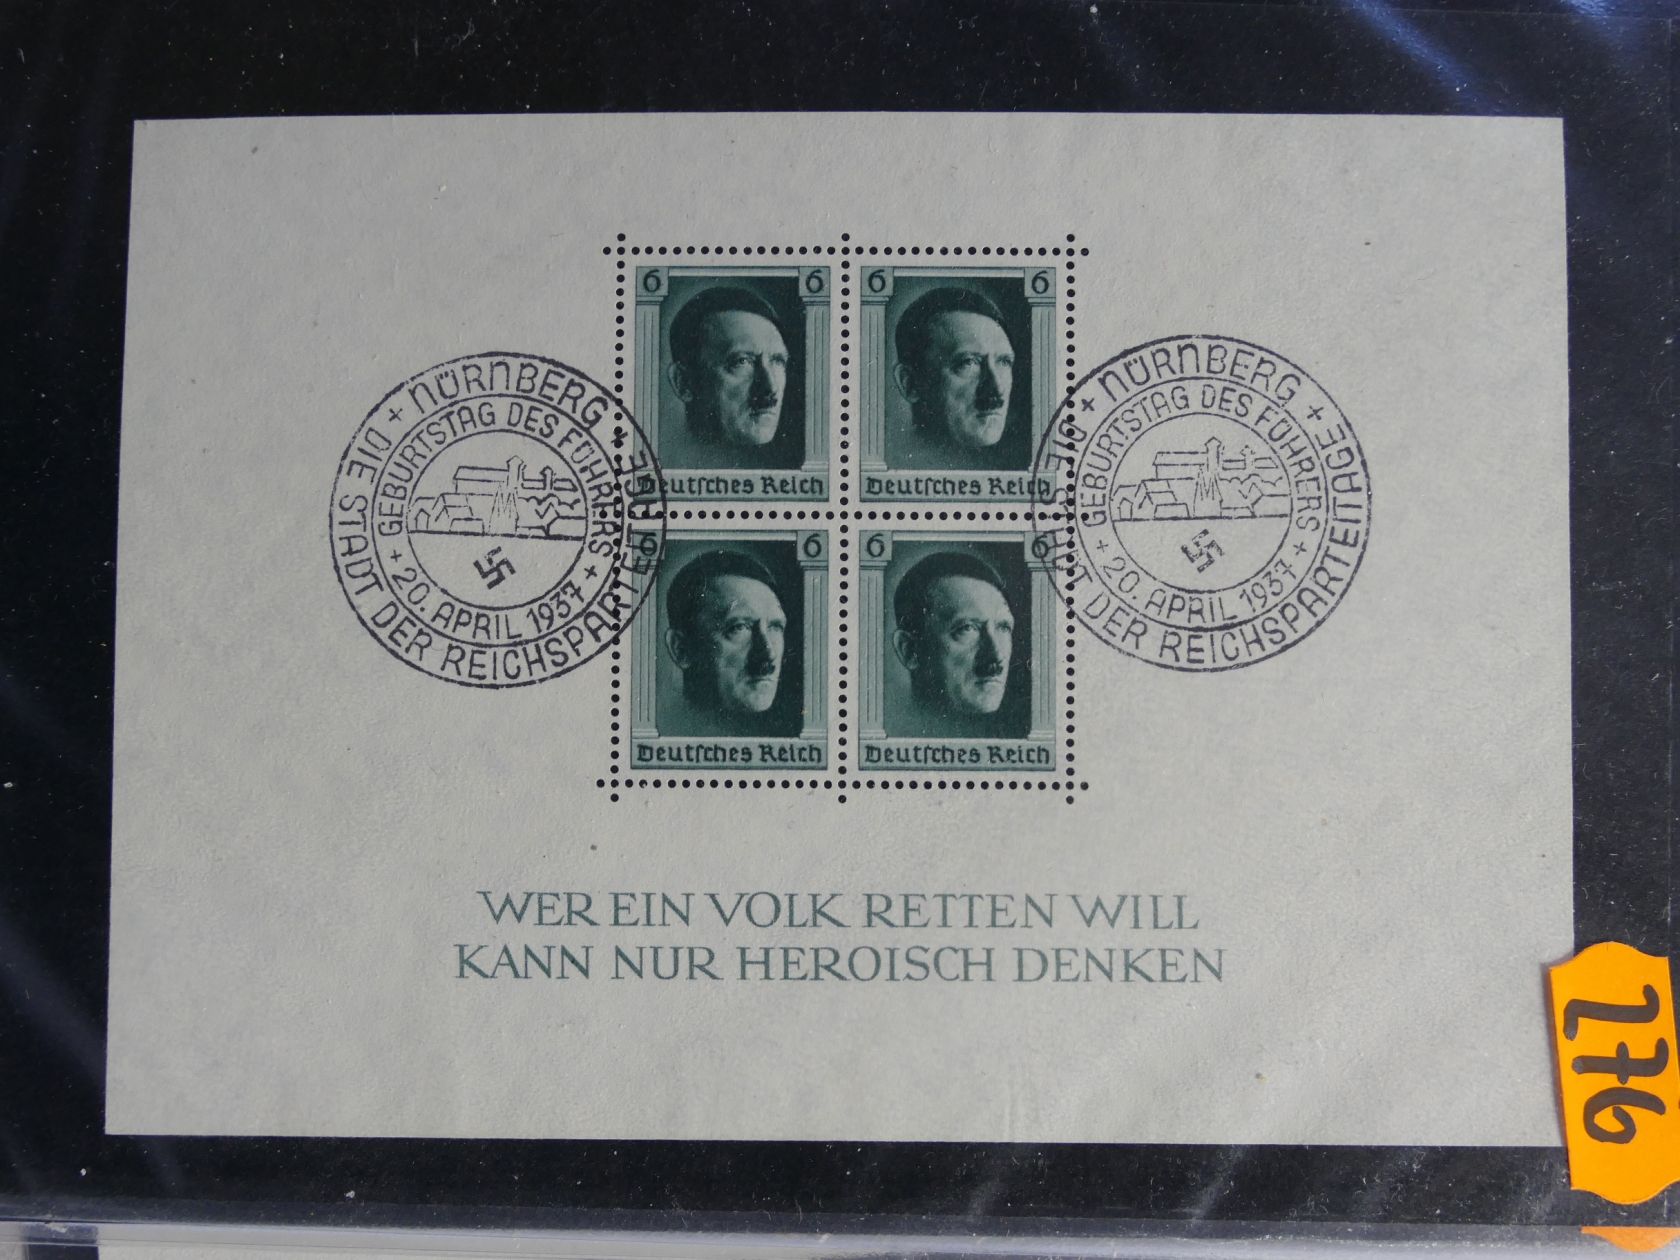 6 6 6 6
Deutsches Reich Deutsches Reich
6 6 6 6
Deutsches Reich Deutsches Reich
+ NÜRNBERG +
DIE STADT DER REICHSPARTEITAGE
GEBURTSTAG DES FÜHRERS
+ 20. APRIL 1937 +
+ NÜRNBERG +
DIE STADT DER REICHSPARTEITAGE
GEBURTSTAG DES FÜHRERS
+ 20. APRIL 1937 +
WER EIN VOLK RETTEN WILL
KANN NUR HEROISCH DENKEN
276